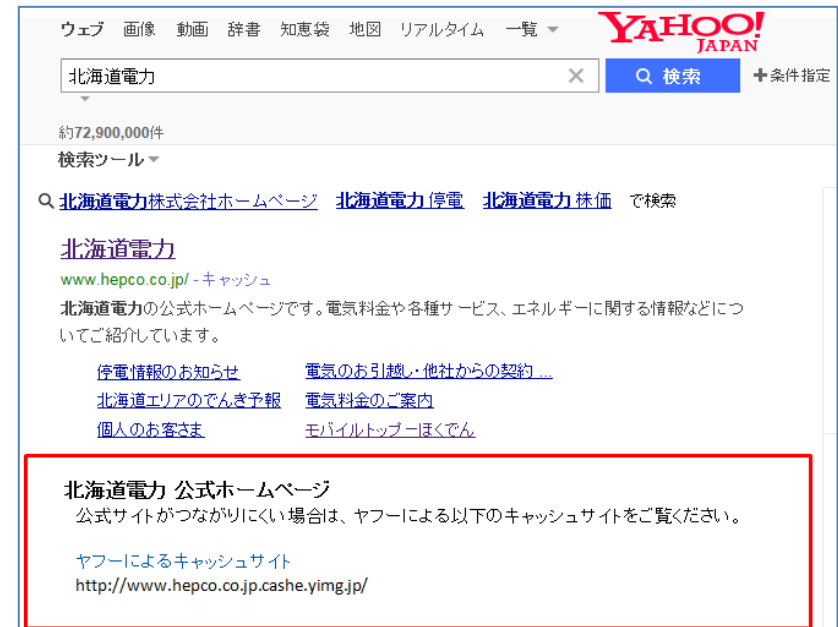 ウェブ 画像 動画 辞書 知恵袋 地図 リアルタイム 一覧 ▼
YAHOO! JAPAN
北海道電力 × 検索 +条件指定
約72,900,000件
検索ツール▼
北海道電力株式会社ホームページ 北海道電力 停電 北海道電力 株価 で検索
北海道電力
www.hepco.co.jp/ - キャッシュ
北海道電力の公式ホームページです。電気料金や各種サービス、エネルギーに関する情報などにつ
いてご紹介しています。
停電情報のお知らせ 電気のお引越し・他社からの契約 ...
北海道エリアのでんき予報 電気料金のご案内
個人のお客さま モバイルトップーほくでん
北海道電力 公式ホームページ
公式サイトがつながりにくい場合は、ヤフーによる以下のキャッシュサイトをご覧ください。
ヤフーによるキャッシュサイト
http://www.hepco.co.jp.cashe.yimg.jp/